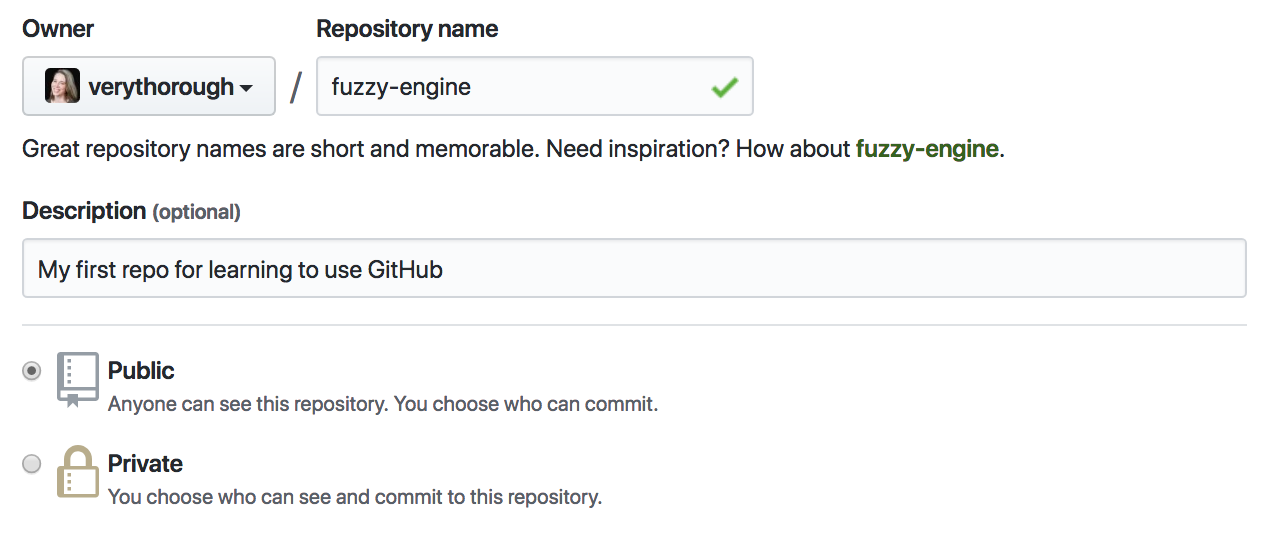 Owner
Repository name
verythorough
/
fuzzy-engine
Great repository names are short and memorable. Need inspiration? How about fuzzy-engine.
Description (optional)
My first repo for learning to use GitHub
Public
Anyone can see this repository. You choose who can commit.
Private
You choose who can see and commit to this repository.